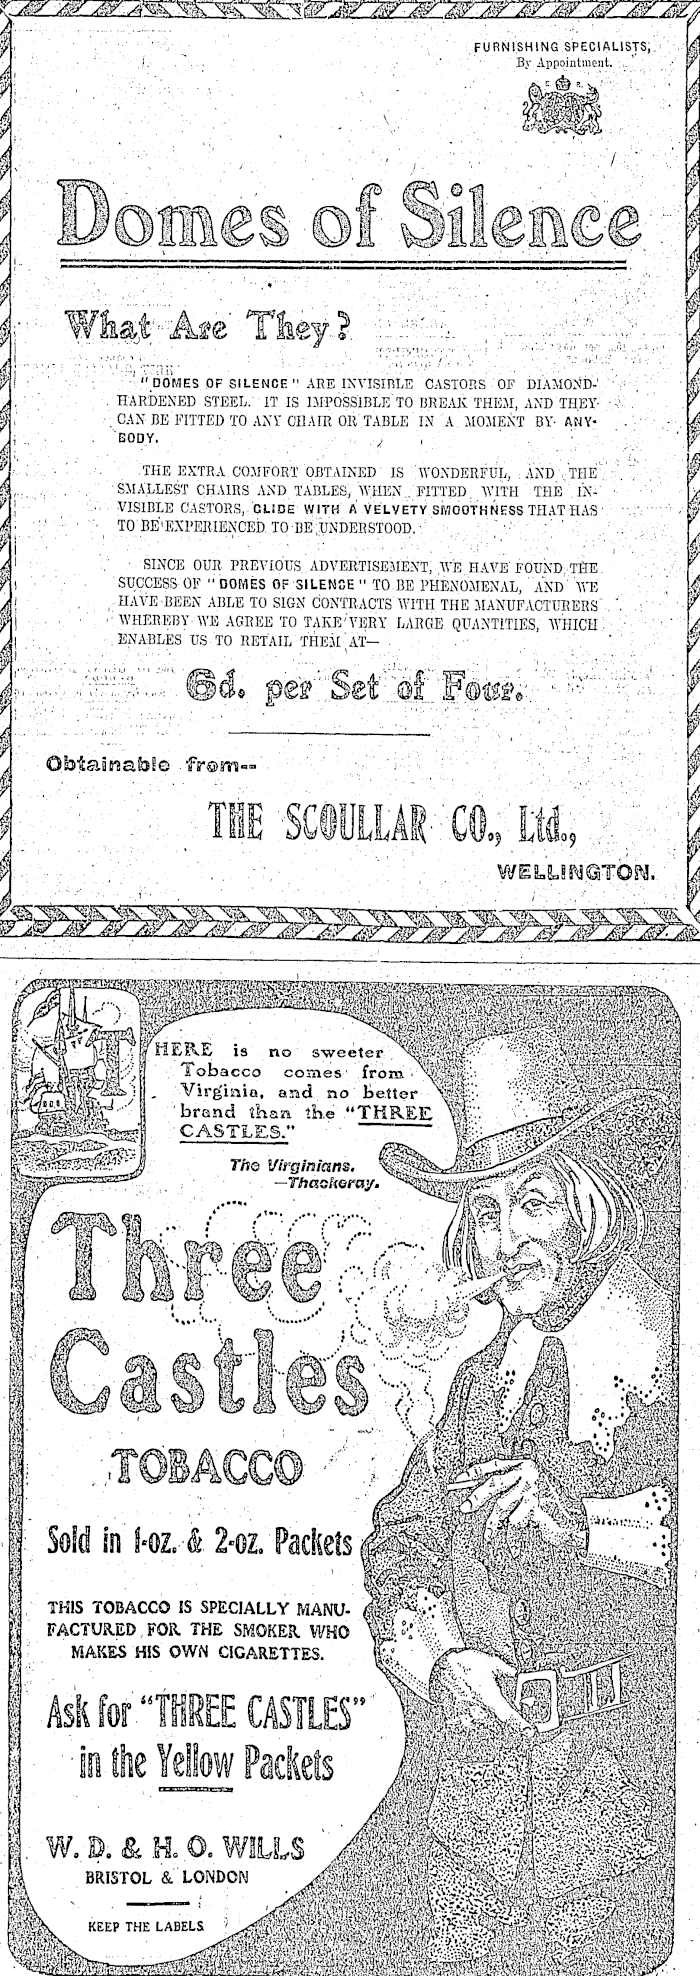 FURNISHING SPECIALISTS,
By Appointment.
Domes of Silence
What Are They?
"DOMES OF SILENCE" ARE INVISIBLE CASTORS OF DIAMOND-
HARDENED STEEL. IT IS IMPOSSIBLE TO BREAK THEM, AND THEY
CAN BE FITTED TO ANY CHAIR OR TABLE IN A MOMENT BY ANY-
BODY.
THE EXTRA COMFORT OBTAINED IS WONDERFUL, AND THE
SMALLEST CHAIRS AND TABLES, WHEN FITTED WITH THE IN-
VISIBLE CASTORS, GLIDE WITH A VELVETY SMOOTHNESS THAT HAS
TO BE EXPERIENCED TO BE UNDERSTOOD.
SINCE OUR PREVIOUS ADVERTISEMENT, WE HAVE FOUND THE
SUCCESS OF "DOMES OF SILENCE" TO BE PHENOMENAL, AND WE
HAVE BEEN ABLE TO SIGN CONTRACTS WITH THE MANUFACTURERS
WHEREBY WE AGREE TO TAKE VERY LARGE QUANTITIES, WHICH
ENABLES US TO RETAIL THEM AT—
6d. per Set of Four.
Obtainable from--
THE SCOULLAR CO., Ltd.,
WELLINGTON.
THERE is no sweeter
Tobacco comes from
Virginia, and no better
brand than the "THREE
CASTLES."
The Virginians.
—Thackeray.
Three
Castles
TOBACCO
Sold in 1-oz. & 2-oz. Packets
THIS TOBACCO IS SPECIALLY MANU-
FACTURED FOR THE SMOKER WHO
MAKES HIS OWN CIGARETTES.
Ask for "THREE CASTLES"
in the Yellow Packets
W. D. & H. O. WILLS
BRISTOL & LONDON
KEEP THE LABELS